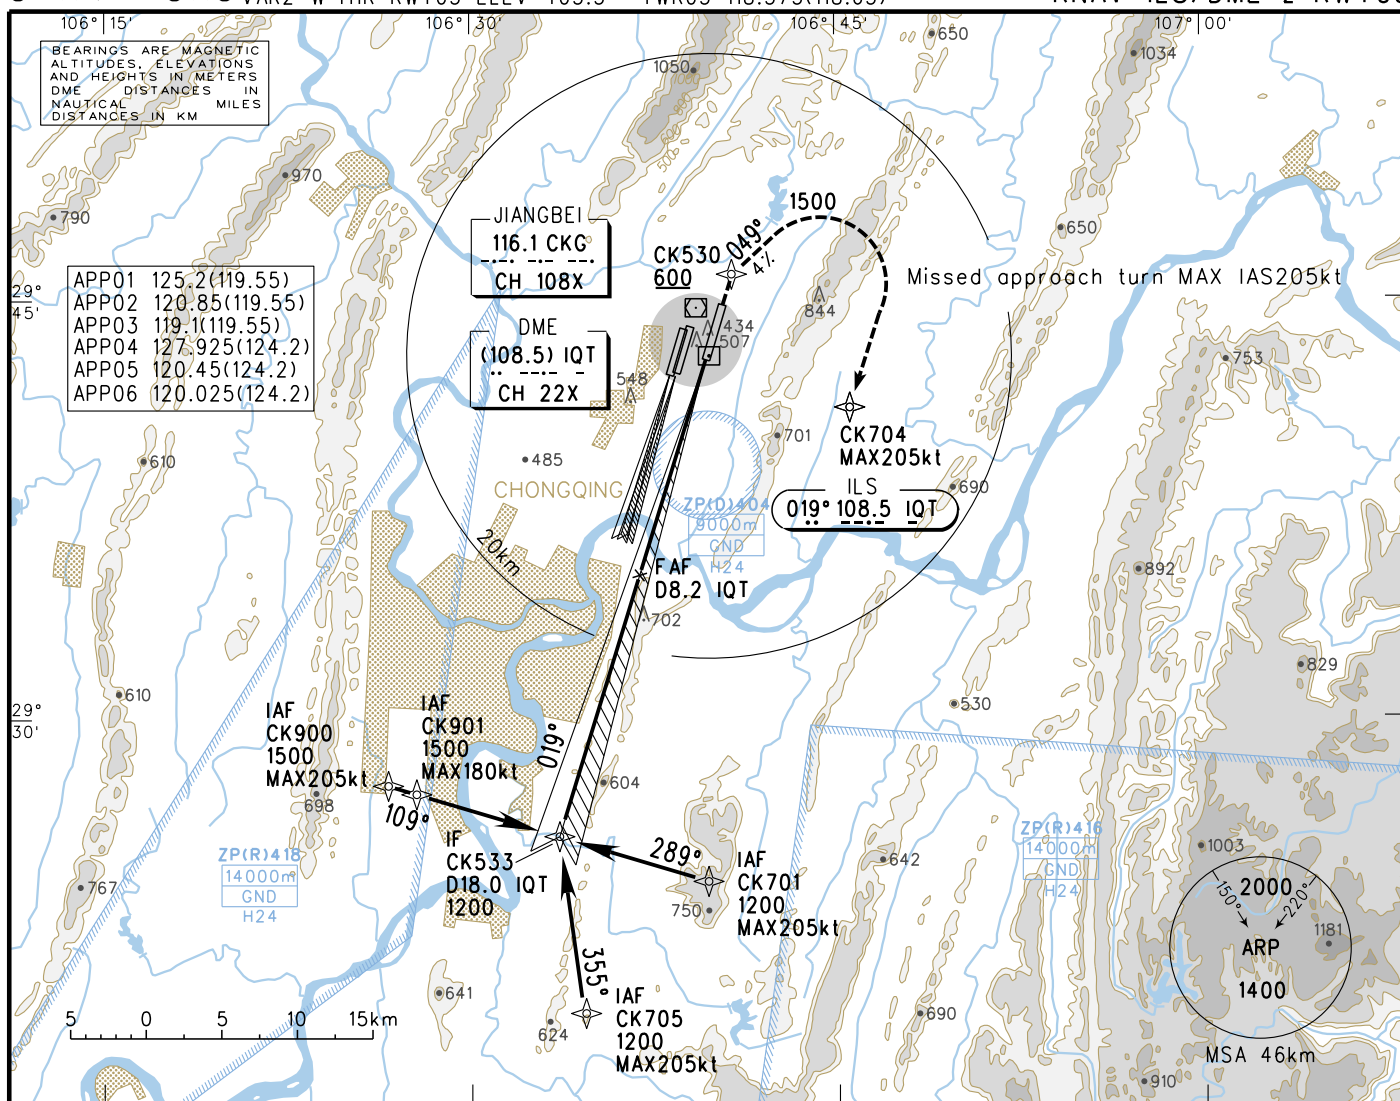 106°15'
106°30'
106°45'
107°00'
BEARINGS ARE MAGNETIC
ALTITUDES, ELEVATIONS
AND HEIGHTS IN METERS
DME DISTANCES IN
NAUTICAL MILES
DISTANCES IN KM
650
1034
1050
970
790
650
JIANGBEI
116.1 CKG
CH 108X
1500
049°
4%
CK530
600
Missed approach turn MAX IAS205kt
APP01 125.2(119.55)
APP02 120.85(119.55)
APP03 119.1(119.55)
APP04 127.925(124.2)
APP05 120.45(124.2)
APP06 120.025(124.2)
29°
45'
DME
(108.5) IQT
CH 22X
844
434
507
548
753
CK704
MAX205kt
701
610
485
CHONGQING
ILS
019° 108.5 IQT
690
ZP(D)404
9000m
GND
H24
20km
FAF
D8.2 IQT
892
702
829
610
530
29°
30'
IAF
CK900
1500
MAX205kt
IAF
CK901
1500
MAX180kt
019°
698
109°
604
IF
CK533
D18.0 IQT
1200
289°
IAF
CK701
1200
MAX205kt
750
642
ZP(R)418
14000m
GND
H24
ZP(R)416
14000m
GND
H24
1003
767
2000
150°
220°
ARP
1400
1181
MSA 46km
355°
IAF
CK705
1200
MAX205kt
641
624
690
910
5 0 5 10 15km